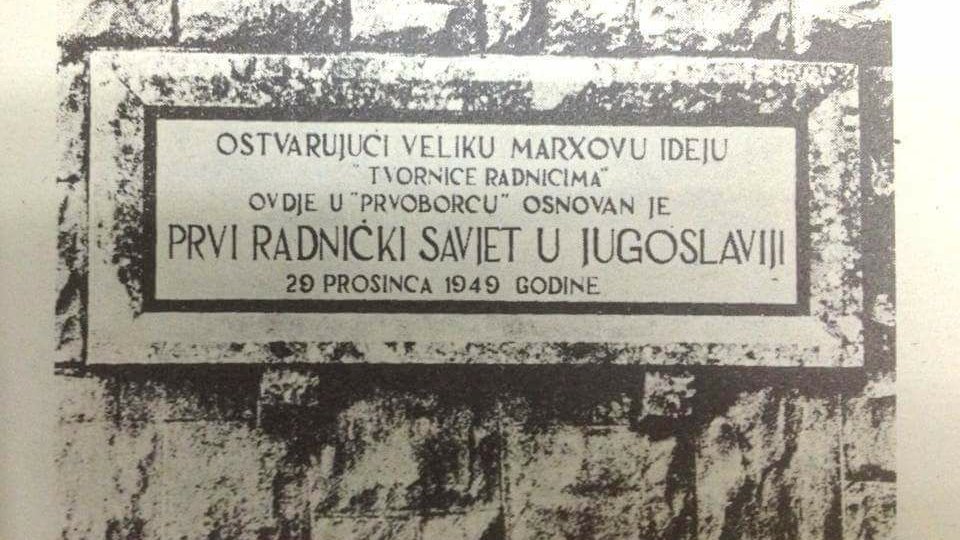 OSTVARUJUĆI VELIKU MARXOVU IDEJU
"TVORNICE RADNICIMA"
OVDJE U "PRVOBORCU" OSNOVAN JE
PRVI RADNIČKI SAVJET U JUGOSLAVIJI
29 PROSINCA 1949 GODINE